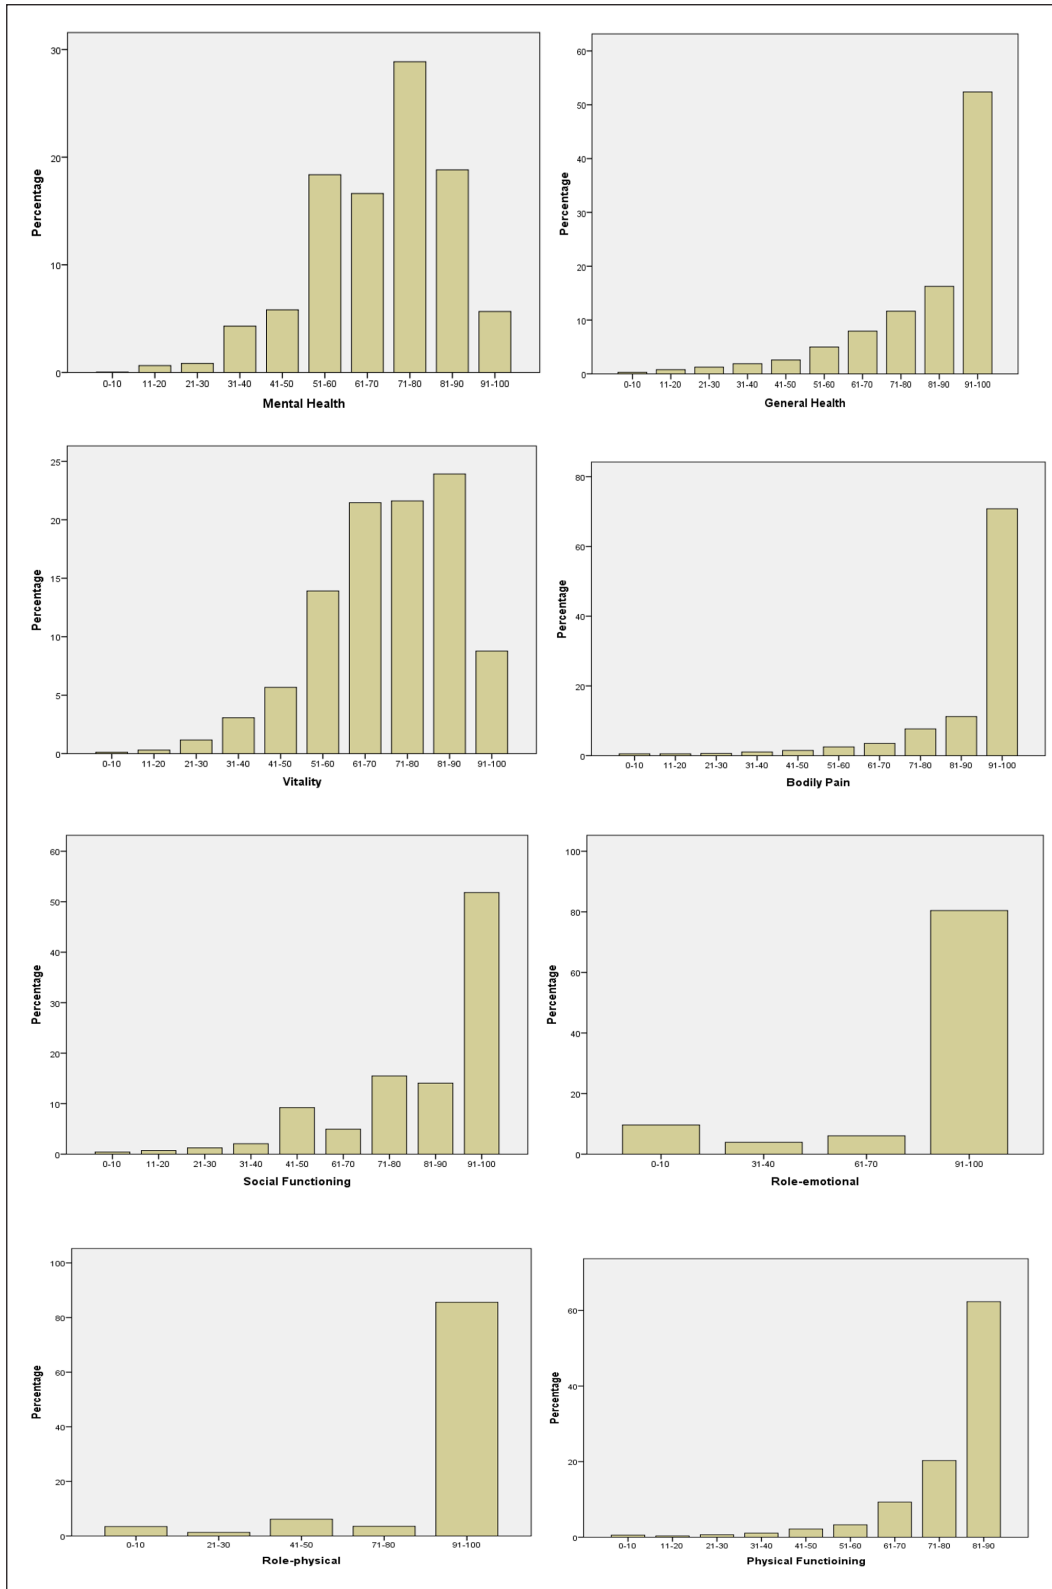 30
20
10
0
Percentage
0-10 11-20 21-30 31-40 41-50 51-60 61-70 71-80 81-90 91-100
Mental Health
60
50
40
30
20
10
0
Percentage
0-10 11-20 21-30 31-40 41-50 51-60 61-70 71-80 81-90 91-100
General Health
25
20
15
10
5
0
Percentage
0-10 11-20 21-30 31-40 41-50 51-60 61-70 71-80 81-90 91-100
Vitality
80
60
40
20
0
Percentage
0-10 11-20 21-30 31-40 41-50 51-60 61-70 71-80 81-90 91-100
Bodily Pain
60
50
40
30
20
10
0
Percentage
0-10 11-20 21-30 31-40 41-50 61-70 71-80 81-90 91-100
Social Functioning
100
80
60
40
20
0
Percentage
0-10 31-40 61-70 91-100
Role-emotional
100
80
60
40
20
0
Percentage
0-10 21-30 41-50 71-80 91-100
Role-physical
60
40
20
0
Percentage
0-10 11-20 21-30 31-40 41-50 51-60 61-70 71-80 81-90
Physical Functioining